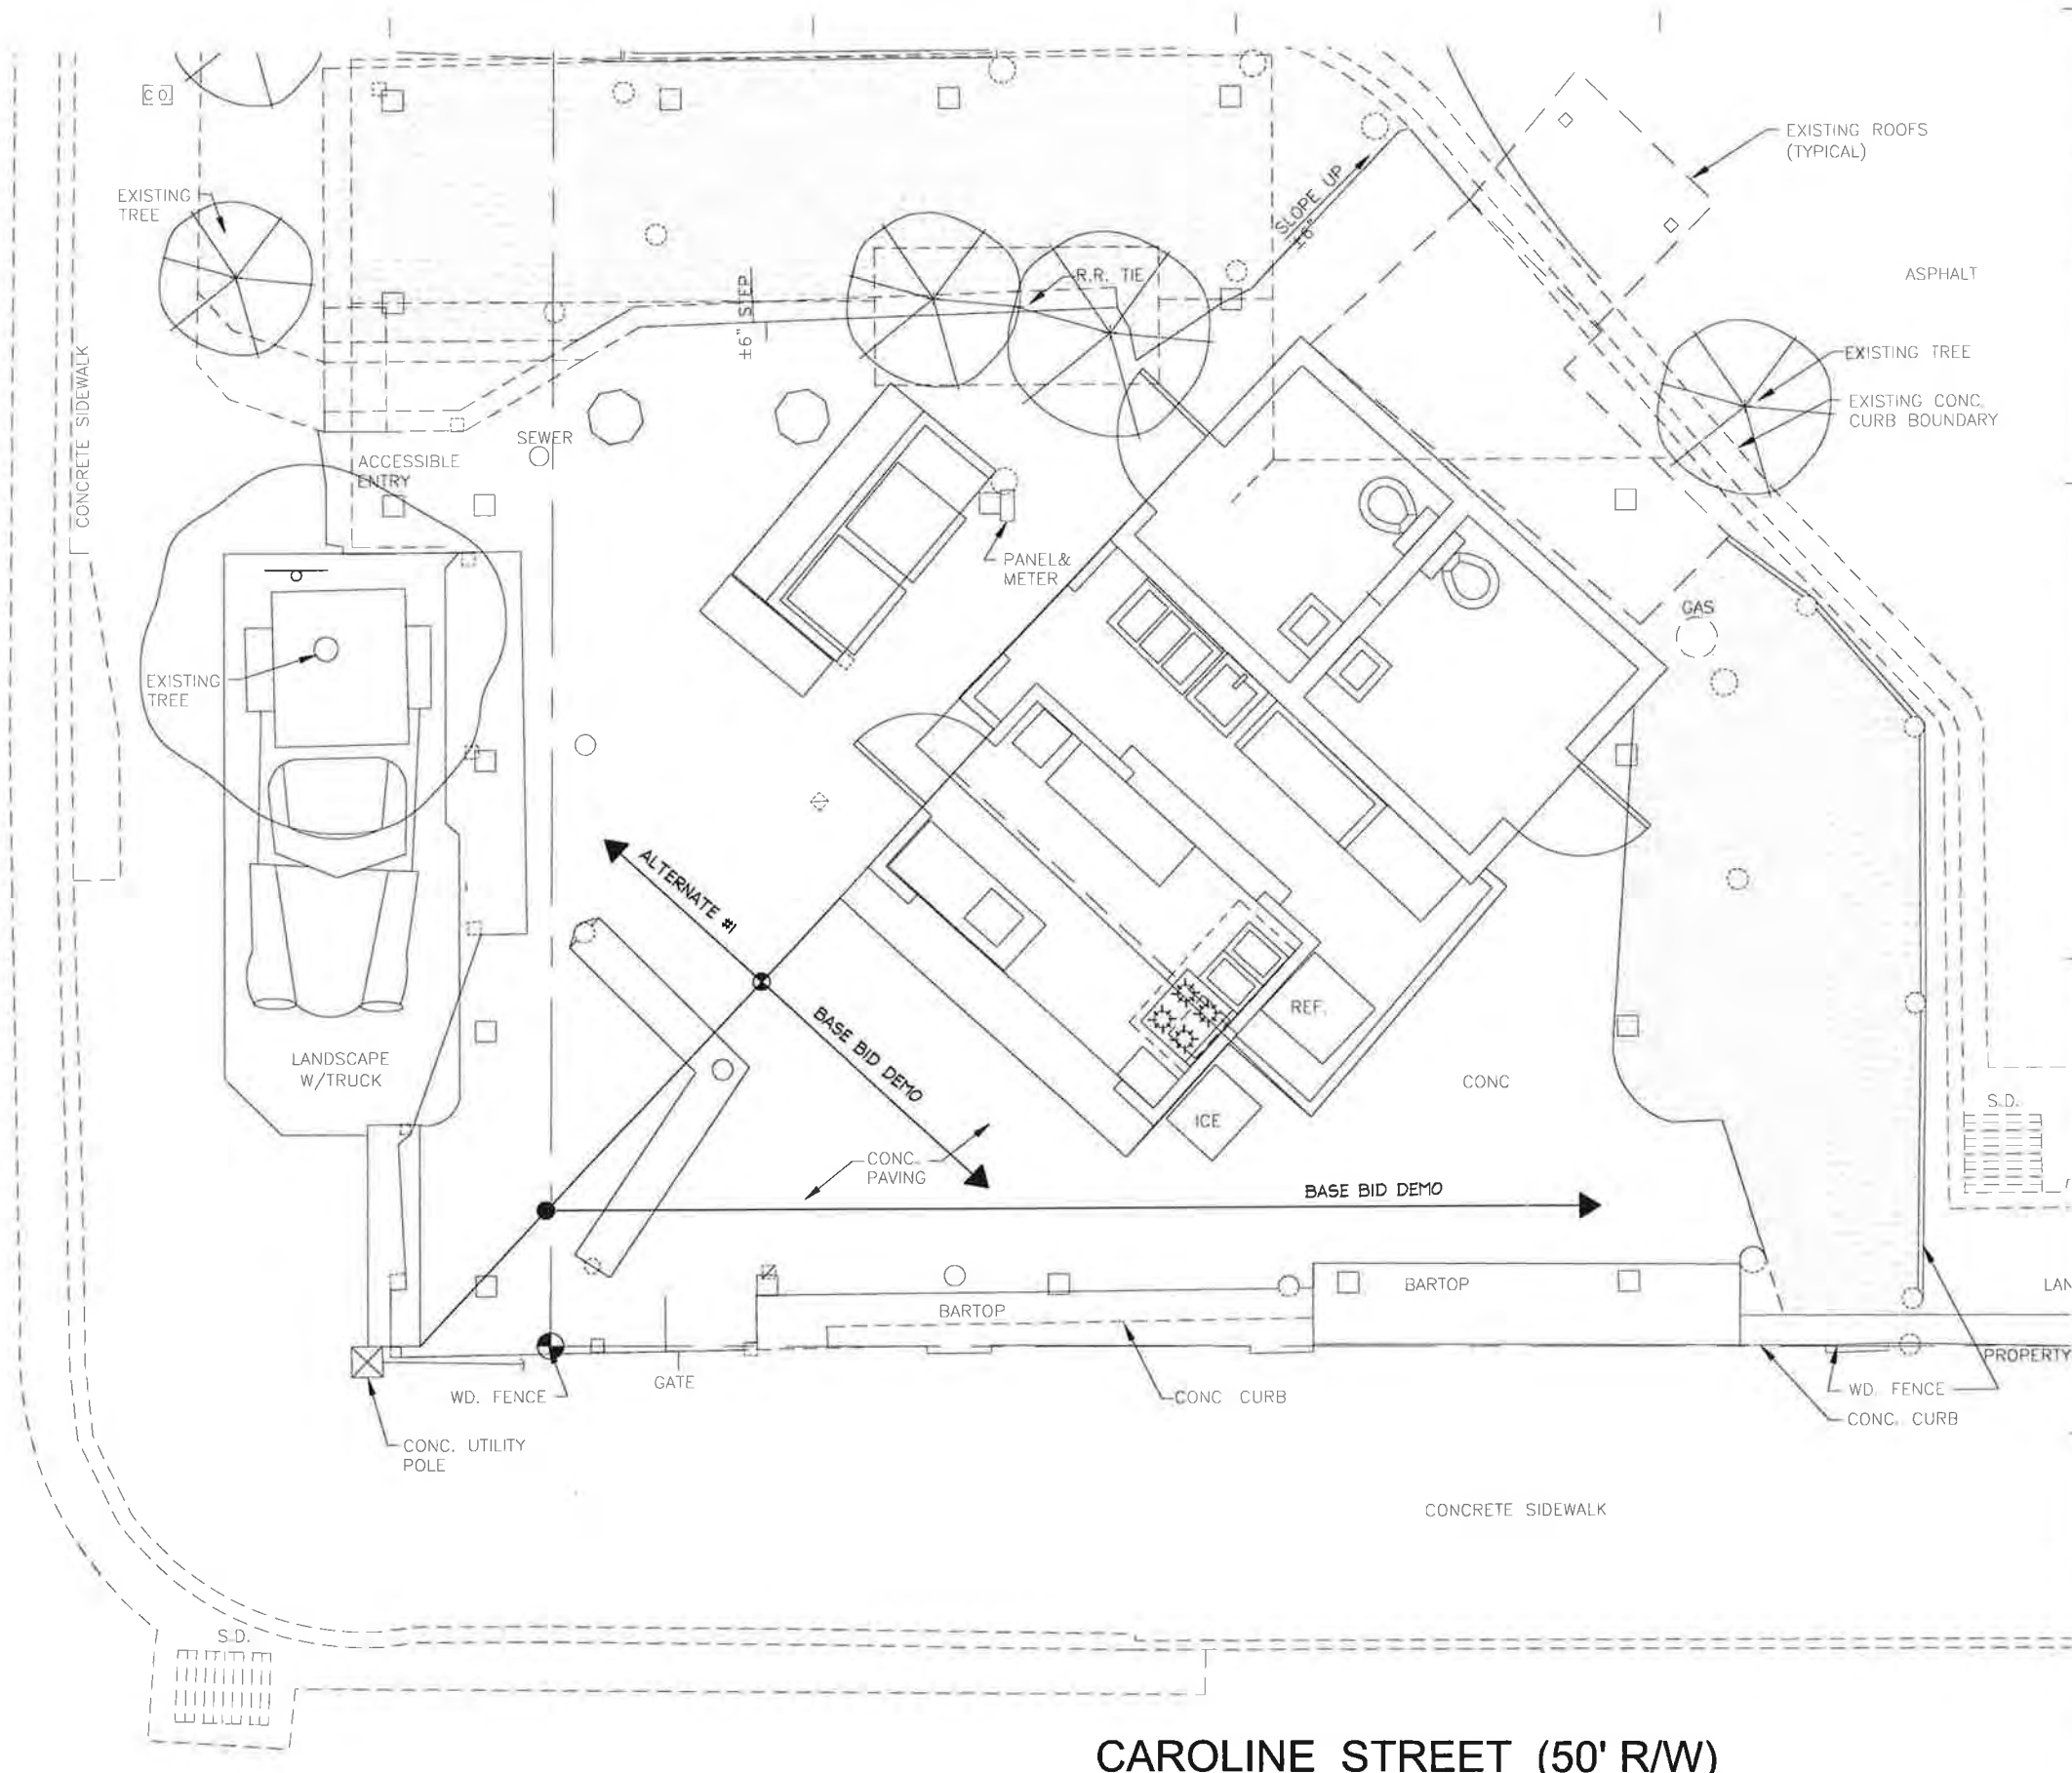 C O
EXISTING ROOFS
(TYPICAL)
EXISTING
TREE
SLOPE UP
±6"
R.R. TIE
ASPHALT
±6" STEP
CONCRETE SIDEWALK
EXISTING TREE
EXISTING CONC.
CURB BOUNDARY
SEWER
ACCESSIBLE
ENTRY
PANEL&
METER
GAS
EXISTING
TREE
ALTERNATE #1
BASE BID DEMO
REF.
LANDSCAPE
W/TRUCK
CONC
S.D.
ICE
CONC.
PAVING
BASE BID DEMO
BARTOP
BARTOP
LAN
PROPERTY
WD. FENCE
GATE
CONC CURB
WD. FENCE
CONC. CURB
CONC. UTILITY
POLE
CONCRETE SIDEWALK
S.D.
CAROLINE STREET (50' R/W)